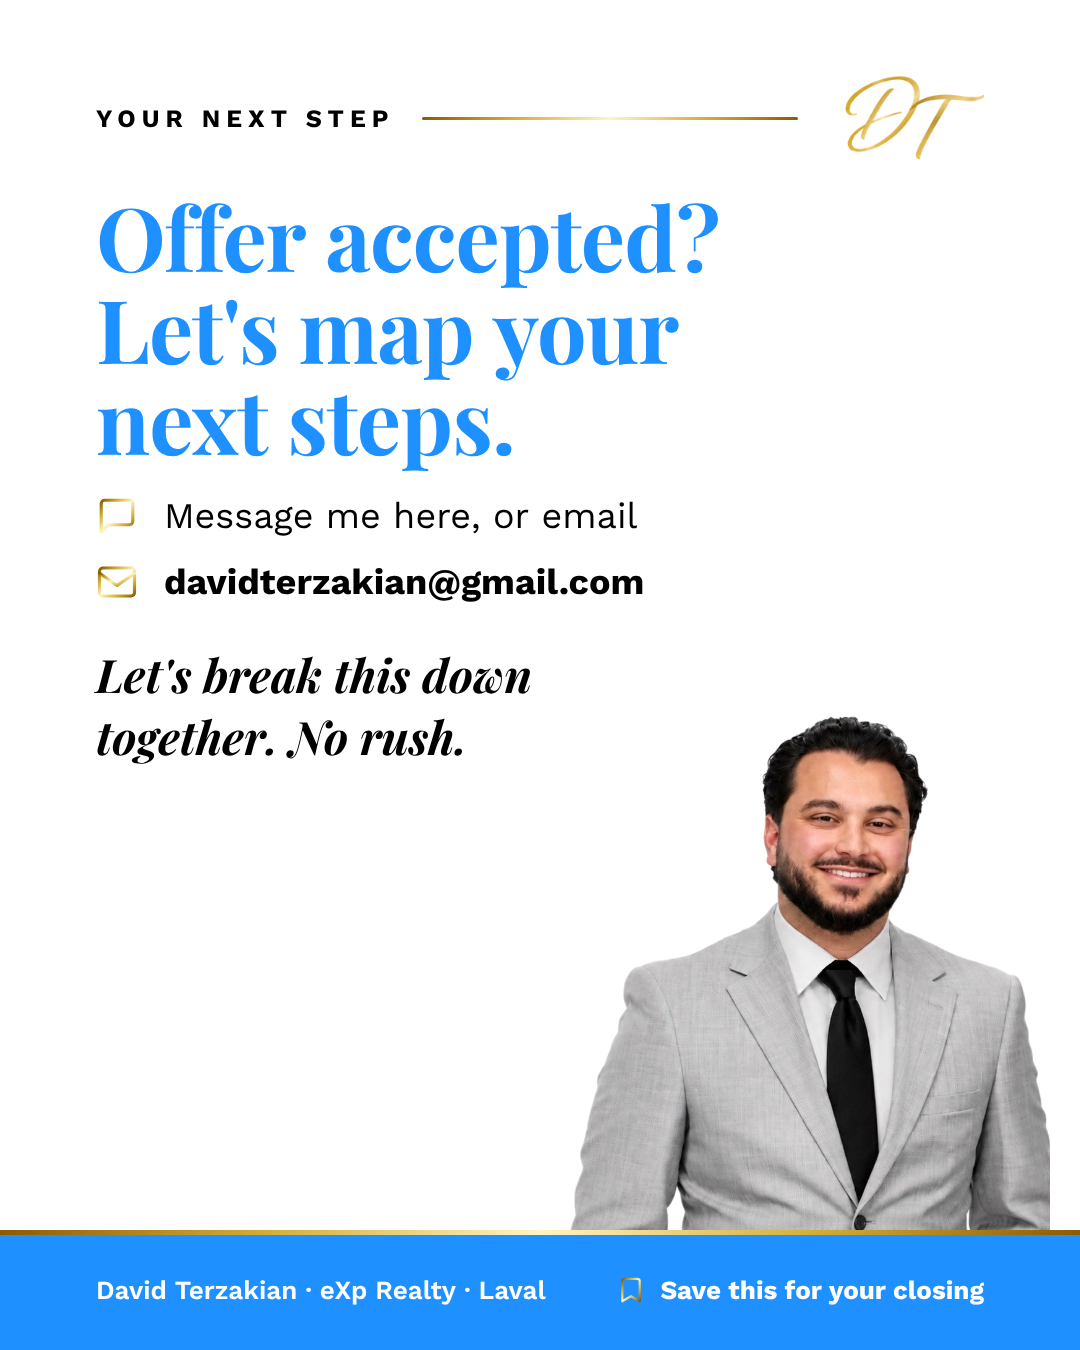 YOUR NEXT STEP
DT
Offer accepted?
Let's map your
next steps.
Message me here, or email
davidterzakian@gmail.com
Let's break this down
together. No rush.
David Terzakian · eXp Realty · Laval
Save this for your closing